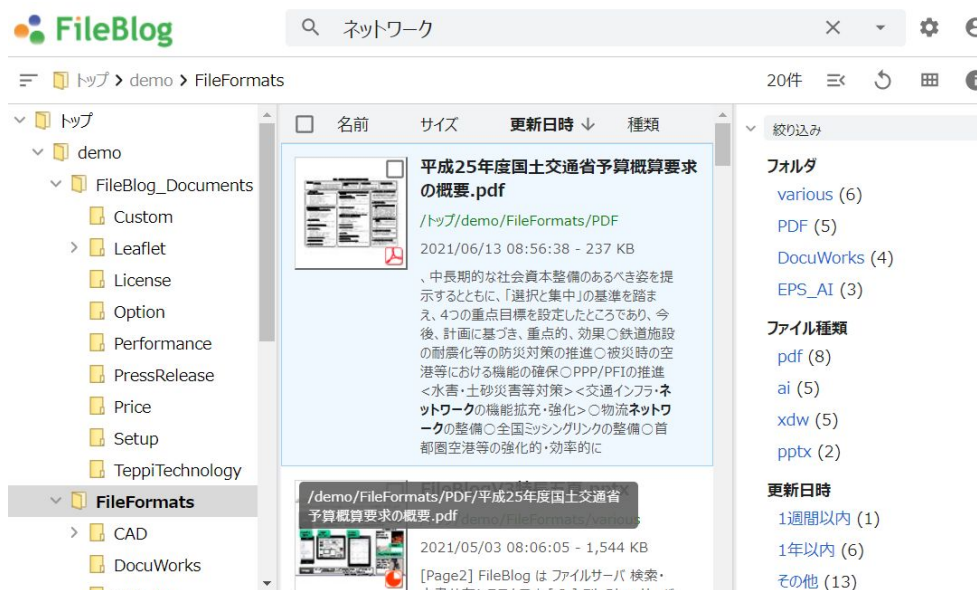 FileBlog
ネットワーク
トップ > demo > FileFormats
20件
トップ
demo
FileBlog_Documents
Custom
Leaflet
License
Option
Performance
PressRelease
Price
Setup
TeppiTechnology
FileFormats
CAD
DocuWorks
名前 サイズ 更新日時 種類
平成25年度国土交通省予算概算要求
の概要.pdf
/トップ/demo/FileFormats/PDF
2021/06/13 08:56:38 - 237 KB
、中長期的な社会資本整備のあるべき姿を提
示するとともに、「選択と集中」の基準を踏ま
え、4つの重点目標を設定したところであり、今
後、計画に基づき、重点的、効果○鉄道施設
の耐震化等の防災対策の推進○被災時の空
港等における機能の確保○PPP/PFIの推進
<水害・土砂災害等対策><交通インフラ・ネ
ットワークの機能拡充・強化>○物流ネットワ
ークの整備○全国ミッシングリンクの整備○首
都圏空港等の強化的・効率的に
/demo/FileFormats/PDF/平成25年度国土交通省
予算概算要求の概要.pdf
2021/05/03 08:06:05 - 1,544 KB
[Page2] FileBlog は ファイルサーバ 検索・
絞り込み
フォルダ
various (6)
PDF (5)
DocuWorks (4)
EPS_AI (3)
ファイル種類
pdf (8)
ai (5)
xdw (5)
pptx (2)
更新日時
1週間以内 (1)
1年以内 (6)
その他 (13)